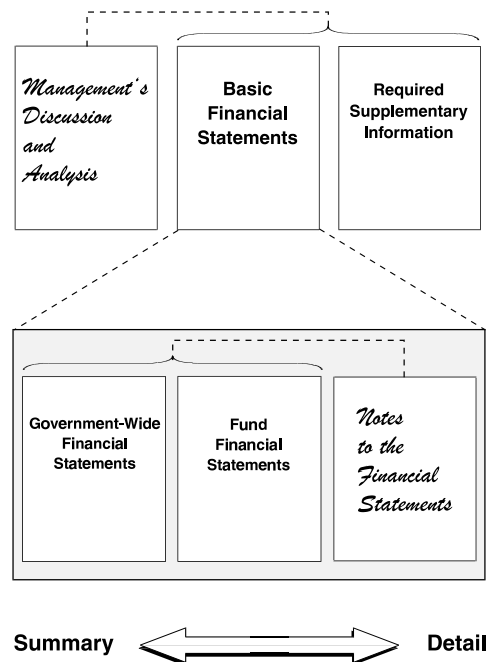 Management's
Discussion
and
Analysis
Basic
Financial
Statements
Required
Supplementary
Information
Government-Wide
Financial
Statements
Fund
Financial
Statements
Notes
to the
Financial
Statements
Summary
Detail